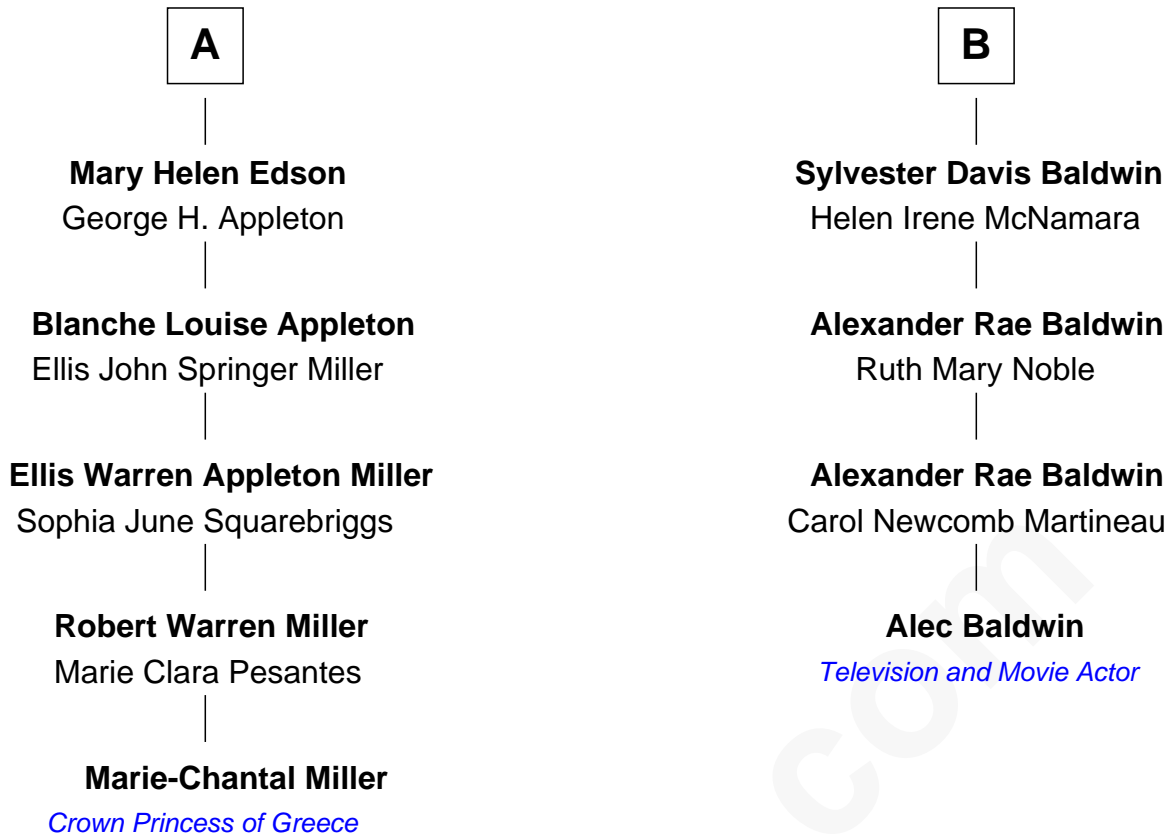 A
Mary Helen Edson
George H. Appleton
Blanche Louise Appleton
Ellis John Springer Miller
Ellis Warren Appleton Miller
Sophia June Squarebriggs
Robert Warren Miller
Marie Clara Pesantes
Marie-Chantal Miller
Crown Princess of Greece
B
Sylvester Davis Baldwin
Helen Irene McNamara
Alexander Rae Baldwin
Ruth Mary Noble
Alexander Rae Baldwin
Carol Newcomb Martineau
Alec Baldwin
Television and Movie Actor
com